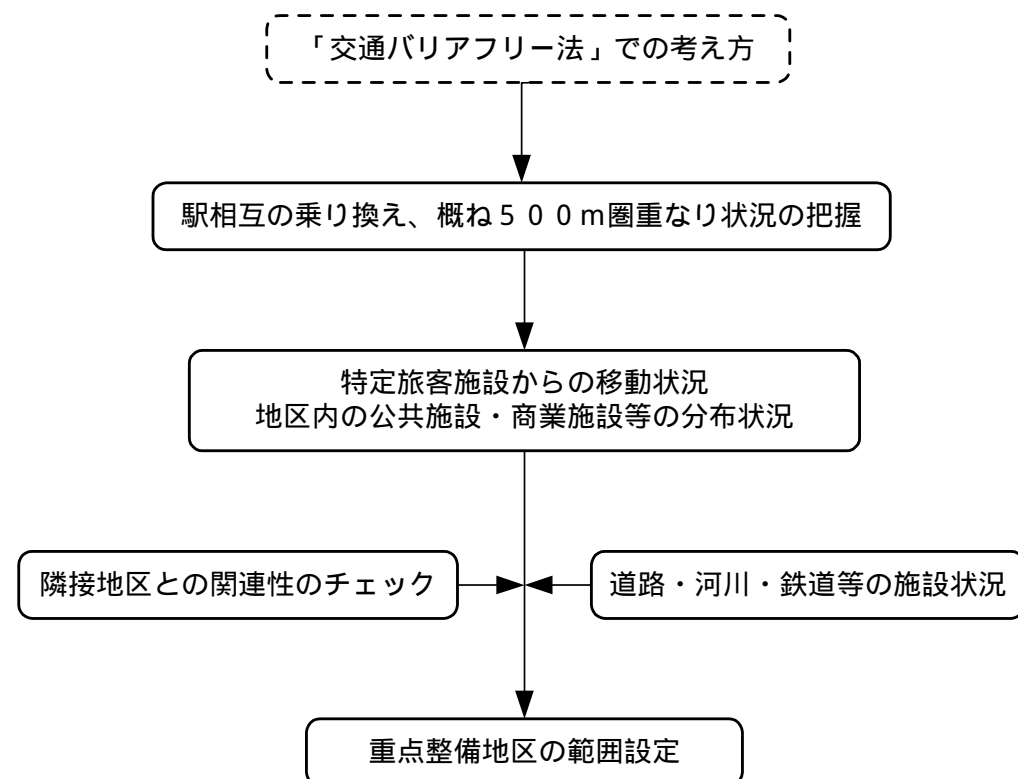 「交通バリアフリー法」での考え方
駅相互の乗り換え、概ね５００ｍ圏重なり状況の把握
特定旅客施設からの移動状況
地区内の公共施設・商業施設等の分布状況
隣接地区との関連性のチェック
道路・河川・鉄道等の施設状況
重点整備地区の範囲設定